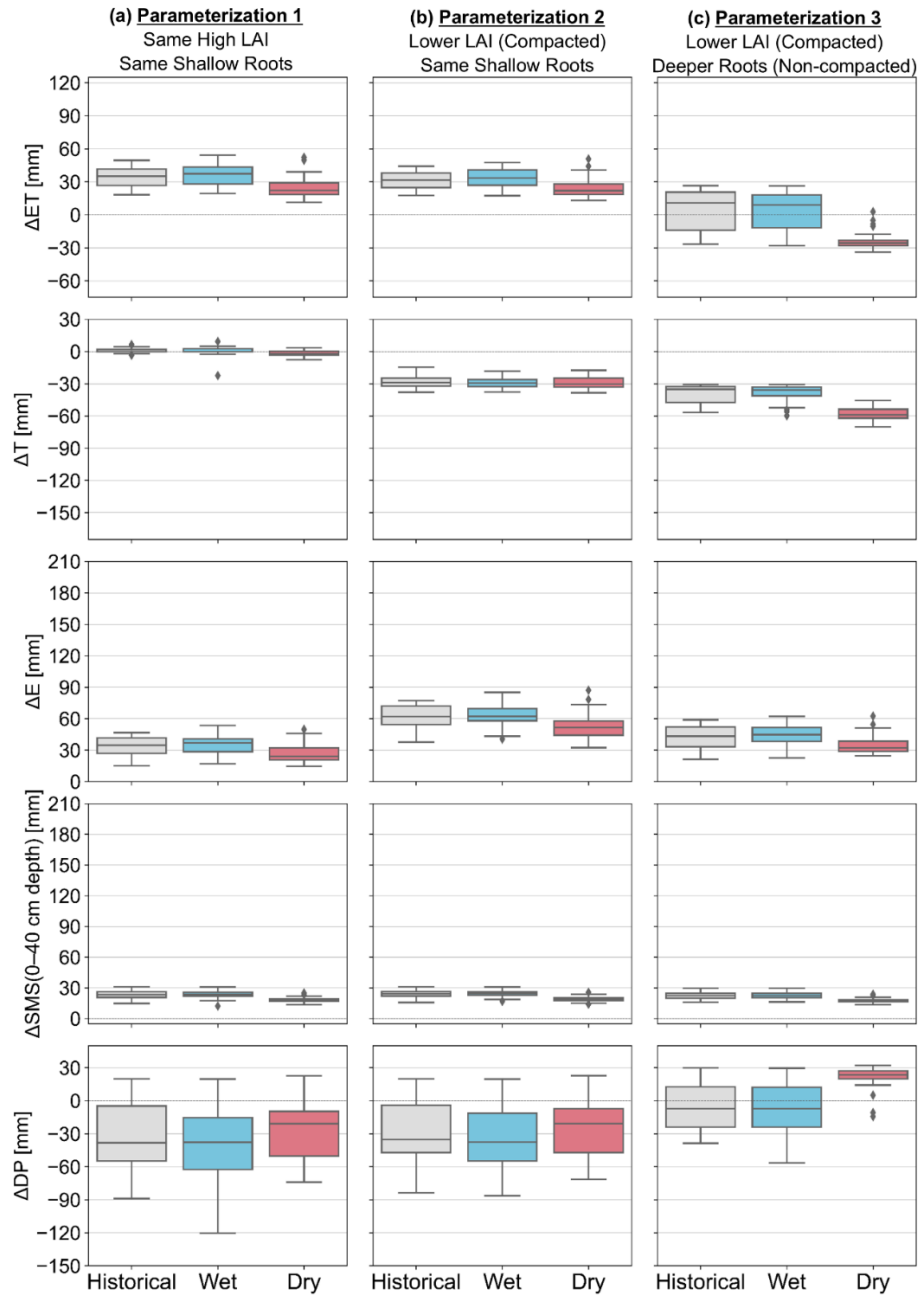 (a) Parameterization 1
Same High LAI
Same Shallow Roots
(b) Parameterization 2
Lower LAI (Compacted)
Same Shallow Roots
(c) Parameterization 3
Lower LAI (Compacted)
Deeper Roots (Non-compacted)
ΔET [mm]
120
90
60
30
0
−30
−60
ΔT [mm]
30
0
−30
−60
−90
−120
−150
ΔE [mm]
210
180
150
120
90
60
30
0
ΔSMS(0–40 cm depth) [mm]
210
180
150
120
90
60
30
0
ΔDP [mm]
30
0
−30
−60
−90
−120
−150
Historical Wet Dry
Historical Wet Dry
Historical Wet Dry